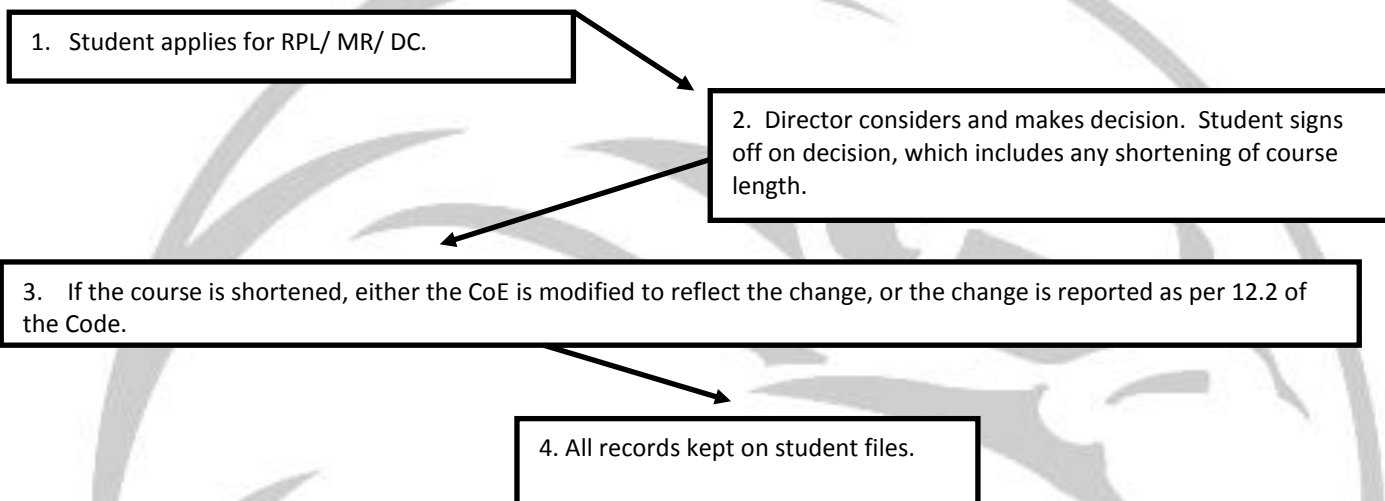 1. Student applies for RPL/ MR/ DC.
2. Director considers and makes decision. Student signs
off on decision, which includes any shortening of course
length.
3. If the course is shortened, either the CoE is modified to reflect the change, or the change is reported as per 12.2 of
the Code.
4. All records kept on student files.